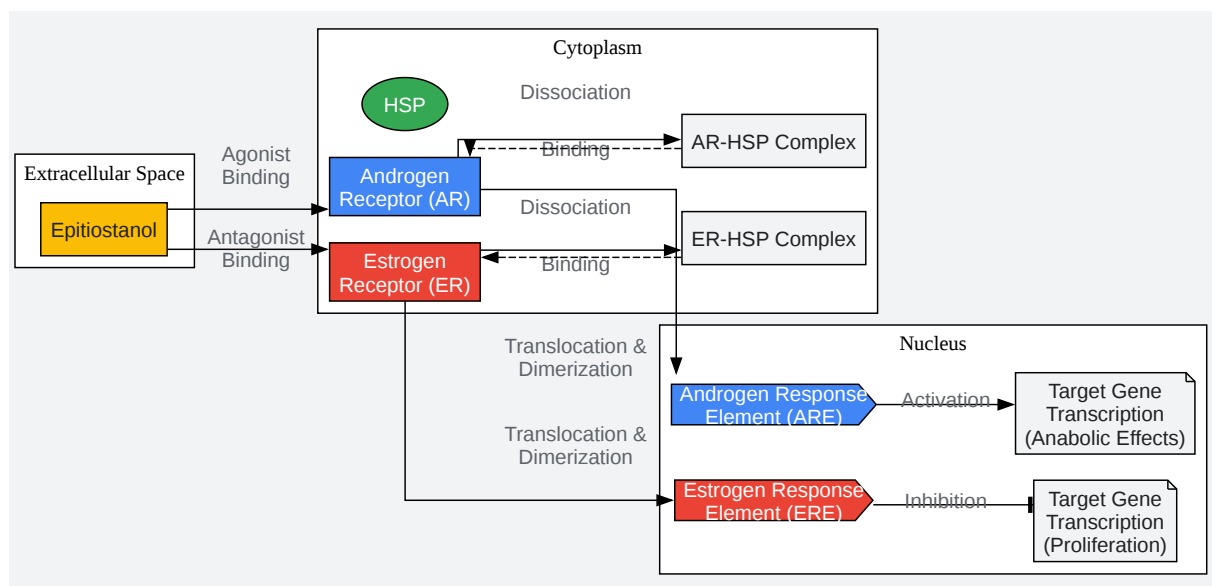 Cytoplasm
HSP
Dissociation
AR-HSP Complex
Binding
Agonist
Binding
Androgen
Receptor (AR)
Extracellular Space
Epitiostanol
Dissociation
ER-HSP Complex
Antagonist
Binding
Estrogen
Receptor (ER)
Binding
Nucleus
Translocation &
Dimerization
Androgen Response
Element (ARE)
Activation
Target Gene
Transcription
(Anabolic Effects)
Translocation &
Dimerization
Estrogen Response
Element (ERE)
Inhibition
Target Gene
Transcription
(Proliferation)